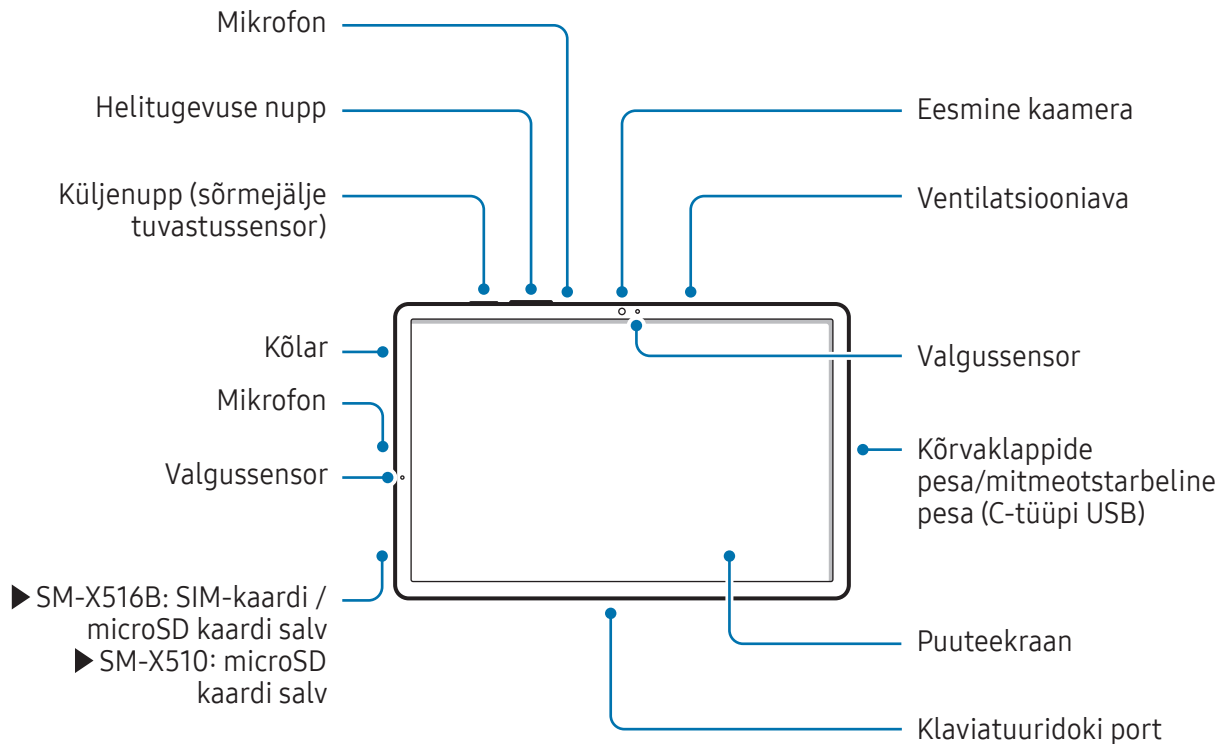 Mikrofon
Helitugevuse nupp
Küljenupp (sõrmejälje
tuvastussensor)
Kõlar
Mikrofon
Valgussensor
▶ SM-X516B: SIM-kaardi /
microSD kaardi salv
▶ SM-X510: microSD
kaardi salv
Eesmine kaamera
Ventilatsiooniava
Valgussensor
Kõrvaklappide
pesa/mitmeotstarbeline
pesa (C-tüüpi USB)
Puuteekraan
Klaviatuuridoki port